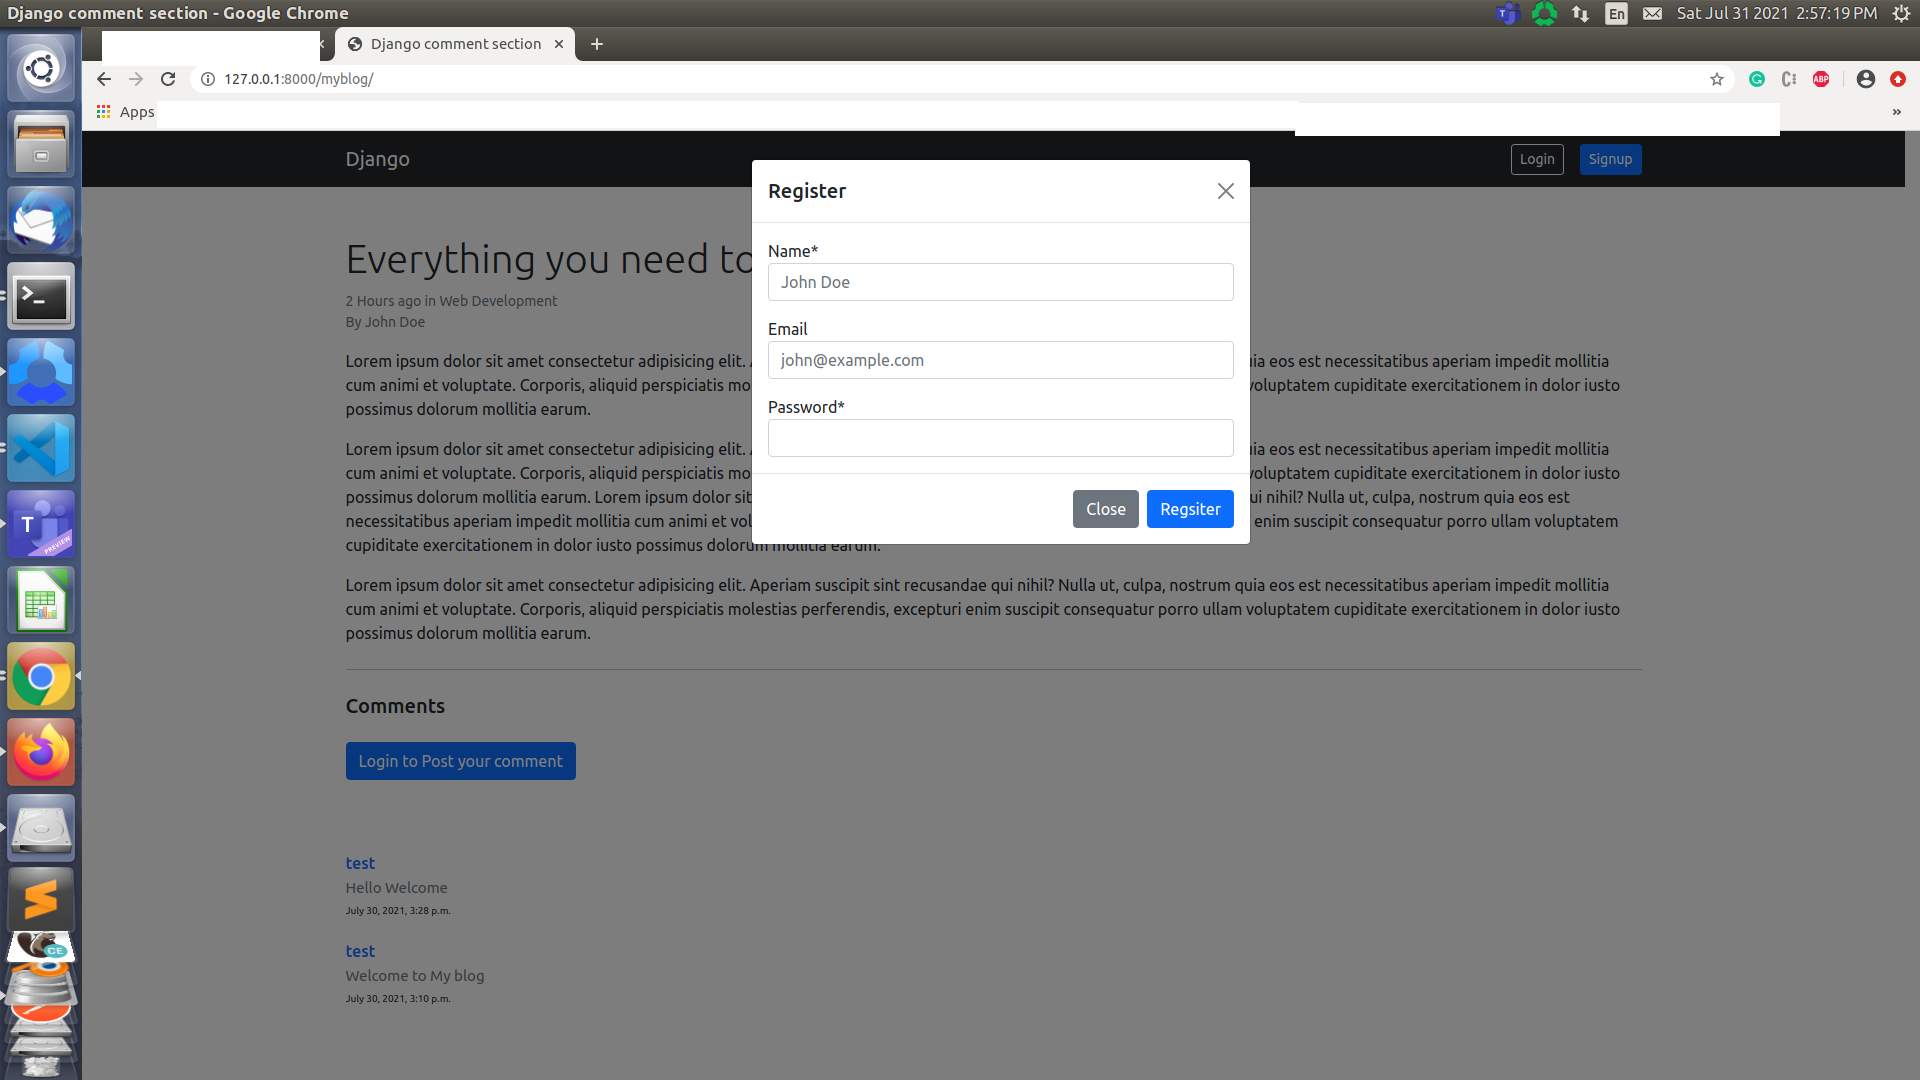 Django comment section - Google Chrome
En
Sat Jul 31 2021 2:57:19 PM
Django comment section
127.0.0.1:8000/myblog/
ABP
Apps
»
Django
Login
Signup
Register
Name*
John Doe
Email
john@example.com
Password*
Close
Regsiter
Everything you need to
2 Hours ago in Web Development
By John Doe
Lorem ipsum dolor sit amet consectetur adipisicing elit.
ia eos est necessitatibus aperiam impedit mollitia
cum animi et voluptate. Corporis, aliquid perspiciatis mo
voluptatem cupiditate exercitationem in dolor iusto
possimus dolorum mollitia earum.
Lorem ipsum dolor sit amet consectetur adipisicing elit.
ia eos est necessitatibus aperiam impedit mollitia
cum animi et voluptate. Corporis, aliquid perspiciatis mo
voluptatem cupiditate exercitationem in dolor iusto
possimus dolorum mollitia earum. Lorem ipsum dolor sit
ui nihil? Nulla ut, culpa, nostrum quia eos est
necessitatibus aperiam impedit mollitia cum animi et vol
enim suscipit consequatur porro ullam voluptatem
cupiditate exercitationem in dolor iusto possimus dolorum mollitia earum.
Lorem ipsum dolor sit amet consectetur adipisicing elit. Aperiam suscipit sint recusandae qui nihil? Nulla ut, culpa, nostrum quia eos est necessitatibus aperiam impedit mollitia
cum animi et voluptate. Corporis, aliquid perspiciatis molestias perferendis, excepturi enim suscipit consequatur porro ullam voluptatem cupiditate exercitationem in dolor iusto
possimus dolorum mollitia earum.
Comments
Login to Post your comment
test
Hello Welcome
July 30, 2021, 3:28 p.m.
test
Welcome to My blog
July 30, 2021, 3:10 p.m.
T
PREVIEW
CE